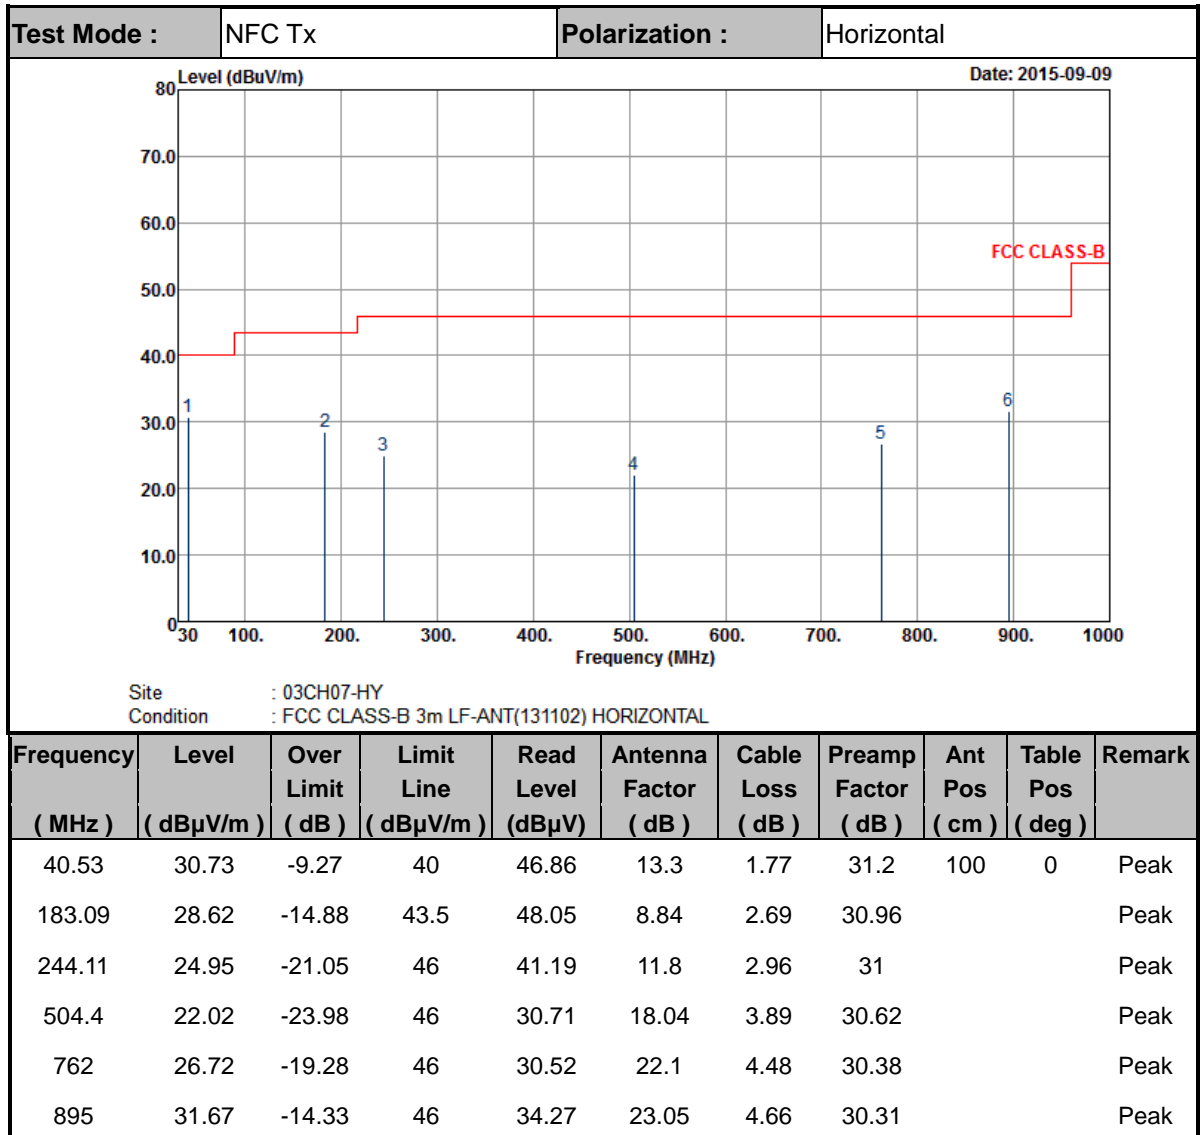 Test Mode : NFC Tx Polarization : Horizontal
Level (dBuV/m) Date: 2015-09-09
80
70.0
60.0
FCC CLASS-B
50.0
40.0
30.0
20.0
10.0
0
1
2
3
4
5
6
30 100. 200. 300. 400. 500. 600. 700. 800. 900. 1000
Frequency (MHz)
Site : 03CH07-HY
Condition : FCC CLASS-B 3m LF-ANT(131102) HORIZONTAL
Frequency Level Over Limit Read Antenna Cable Preamp Ant Table Remark
Limit Line Level Factor Loss Factor Pos Pos
( MHz ) ( dBµV/m ) ( dB ) ( dBµV/m ) (dBµV) ( dB ) ( dB ) ( dB ) ( cm ) ( deg )
40.53 30.73 -9.27 40 46.86 13.3 1.77 31.2 100 0 Peak
183.09 28.62 -14.88 43.5 48.05 8.84 2.69 30.96 Peak
244.11 24.95 -21.05 46 41.19 11.8 2.96 31 Peak
504.4 22.02 -23.98 46 30.71 18.04 3.89 30.62 Peak
762 26.72 -19.28 46 30.52 22.1 4.48 30.38 Peak
895 31.67 -14.33 46 34.27 23.05 4.66 30.31 Peak